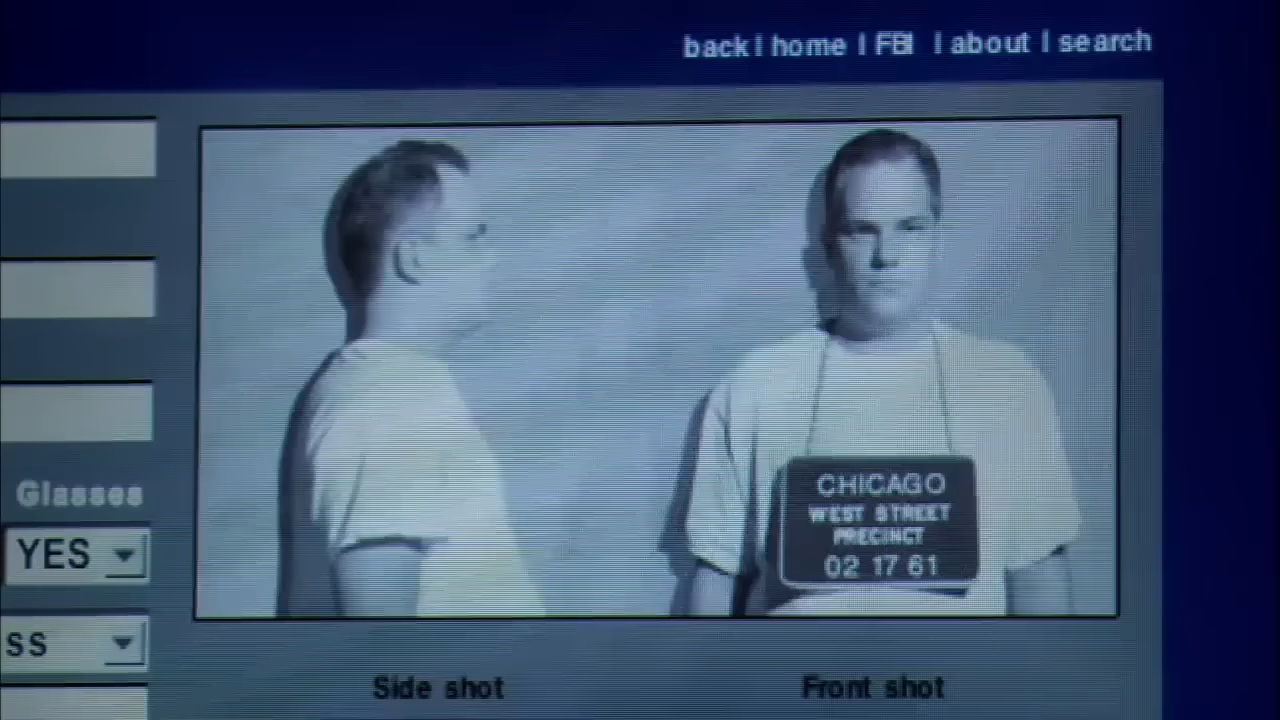 back | home | FBI | about | search
Glasses
YES
SS
CHICAGO
WEST STREET
PRECINCT
02 17 61
Side shot
Front shot